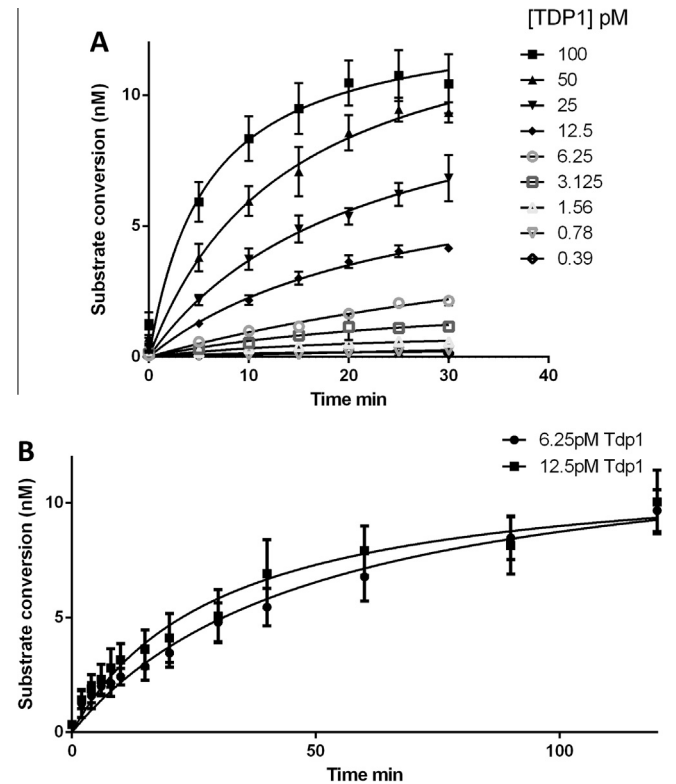 [TDP1] pM
A
100
50
25
12.5
6.25
3.125
1.56
0.78
0.39
Substrate conversion (nM)
10
5
0
0 10 20 30 40
Time min
B
6.25pM Tdp1
12.5pM Tdp1
Substrate conversion (nM)
10
5
0
0 50 100
Time min